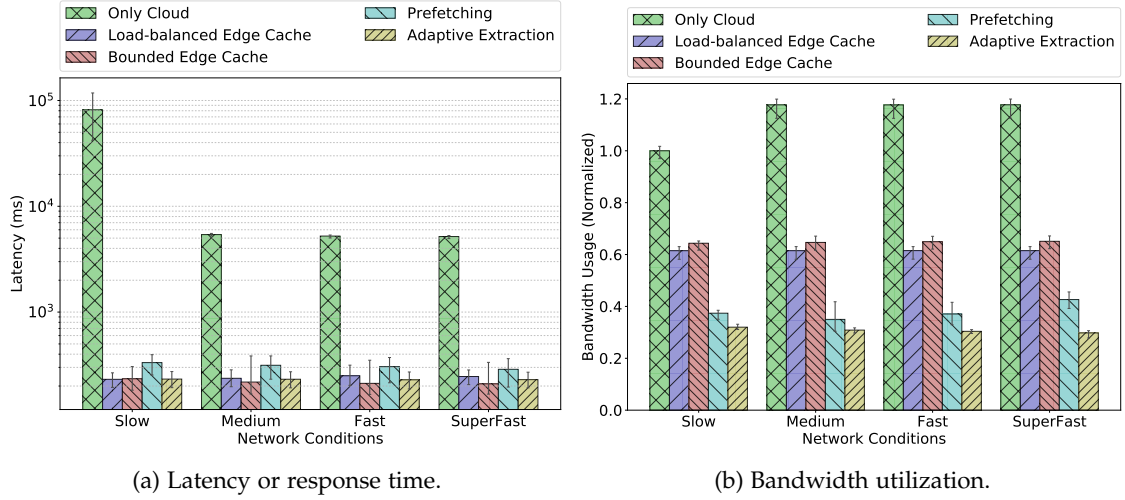 Only Cloud
Load-balanced Edge Cache
Bounded Edge Cache
Prefetching
Adaptive Extraction
Latency (ms)
10^5
10^4
10^3
Slow Medium Fast SuperFast
Network Conditions
(a) Latency or response time.
Only Cloud
Load-balanced Edge Cache
Bounded Edge Cache
Prefetching
Adaptive Extraction
Bandwidth Usage (Normalized)
1.2
1.0
0.8
0.6
0.4
0.2
0.0
Slow Medium Fast SuperFast
Network Conditions
(b) Bandwidth utilization.